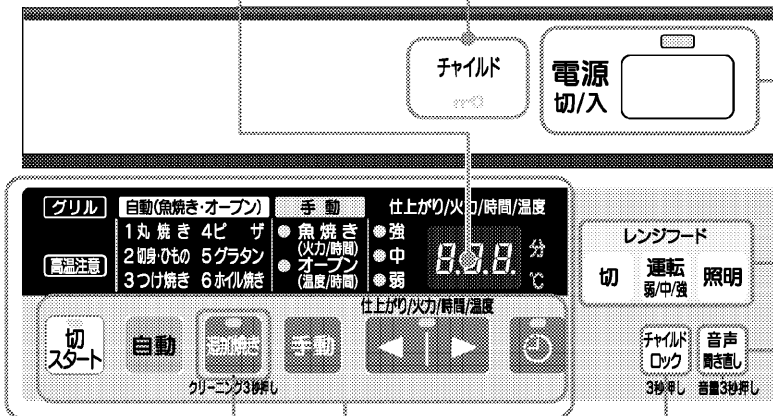 チャイルド
電源
切/入
グリル
自動(魚焼き・オーブン)
手動
仕上がり/火力/時間/温度
1丸焼き 4ピザ
2切身・ひもの 5グラタン
3つけ焼き 6ホイル焼き
高温注意
魚焼き
(火力/時間)
オーブン
(温度/時間)
強
中
弱
8.8.8.
分
℃
仕上がり/火力/時間/温度
切
スタート
自動
追加焼き
手動
クリーニング3秒押し
レンジフード
切
運転
弱/中/強
照明
チャイルド
ロック
3秒押し
音声
聞き直し
音量3秒押し